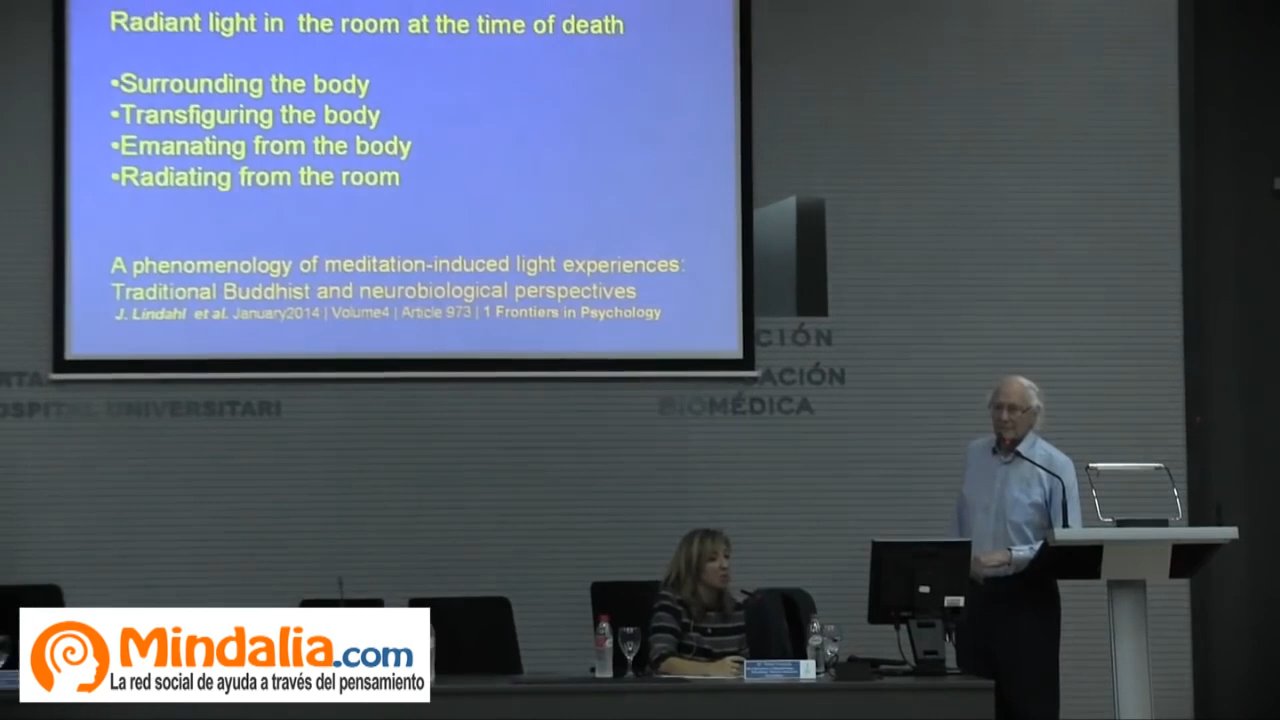 Radiant light in the room at the time of death
•Surrounding the body
•Transfiguring the body
•Emanating from the body
•Radiating from the room
A phenomenology of meditation-induced light experiences:
Traditional Buddhist and neurobiological perspectives
J. Lindahl et al. January2014 | Volume4 | Article 973 | 1 Frontiers in Psychology
CIÓN
GACIÓN
BIOMÉDICA
HOSPITAL UNIVERSITARI
Mindalia.com
La red social de ayuda a través del pensamiento